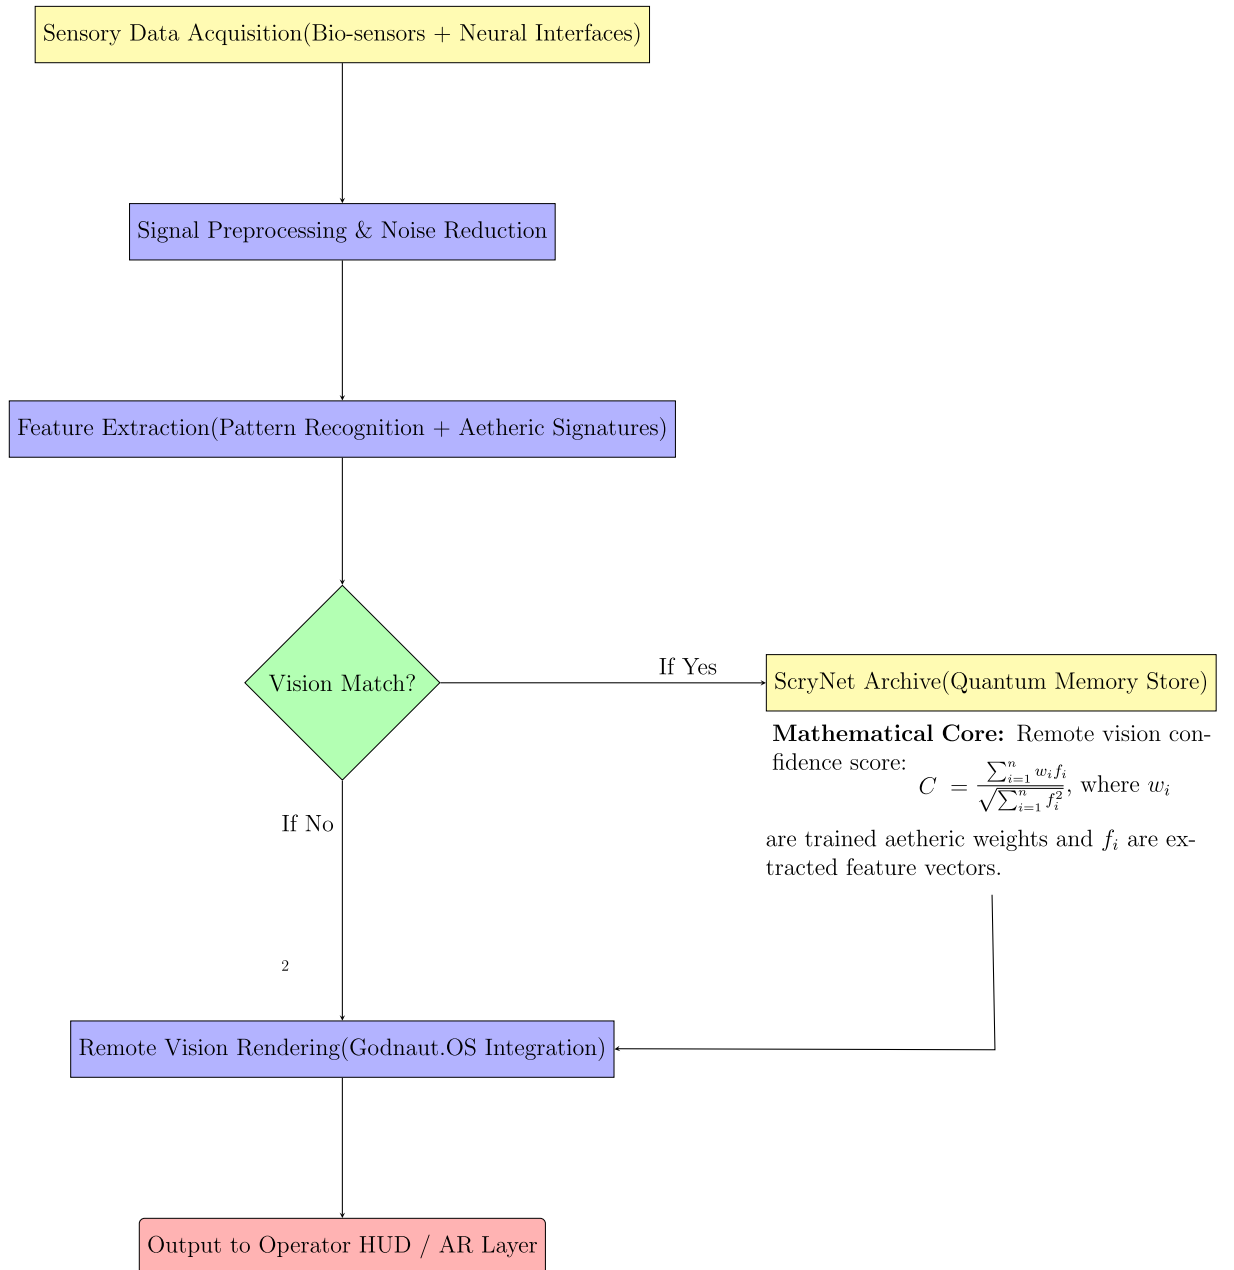 Sensory Data Acquisition(Bio-sensors + Neural Interfaces)
Signal Preprocessing & Noise Reduction
Feature Extraction(Pattern Recognition + Aetheric Signatures)
Vision Match?
If Yes
ScryNet Archive(Quantum Memory Store)
Mathematical Core: Remote vision con-
fidence score:
C = \frac{\sum_{i=1}^{n} w_i f_i}{\sqrt{\sum_{i=1}^{n} f_i^2}}, where w_i
are trained aetheric weights and f_i are ex-
tracted feature vectors.
If No
2
Remote Vision Rendering(Godnaut.OS Integration)
Output to Operator HUD / AR Layer